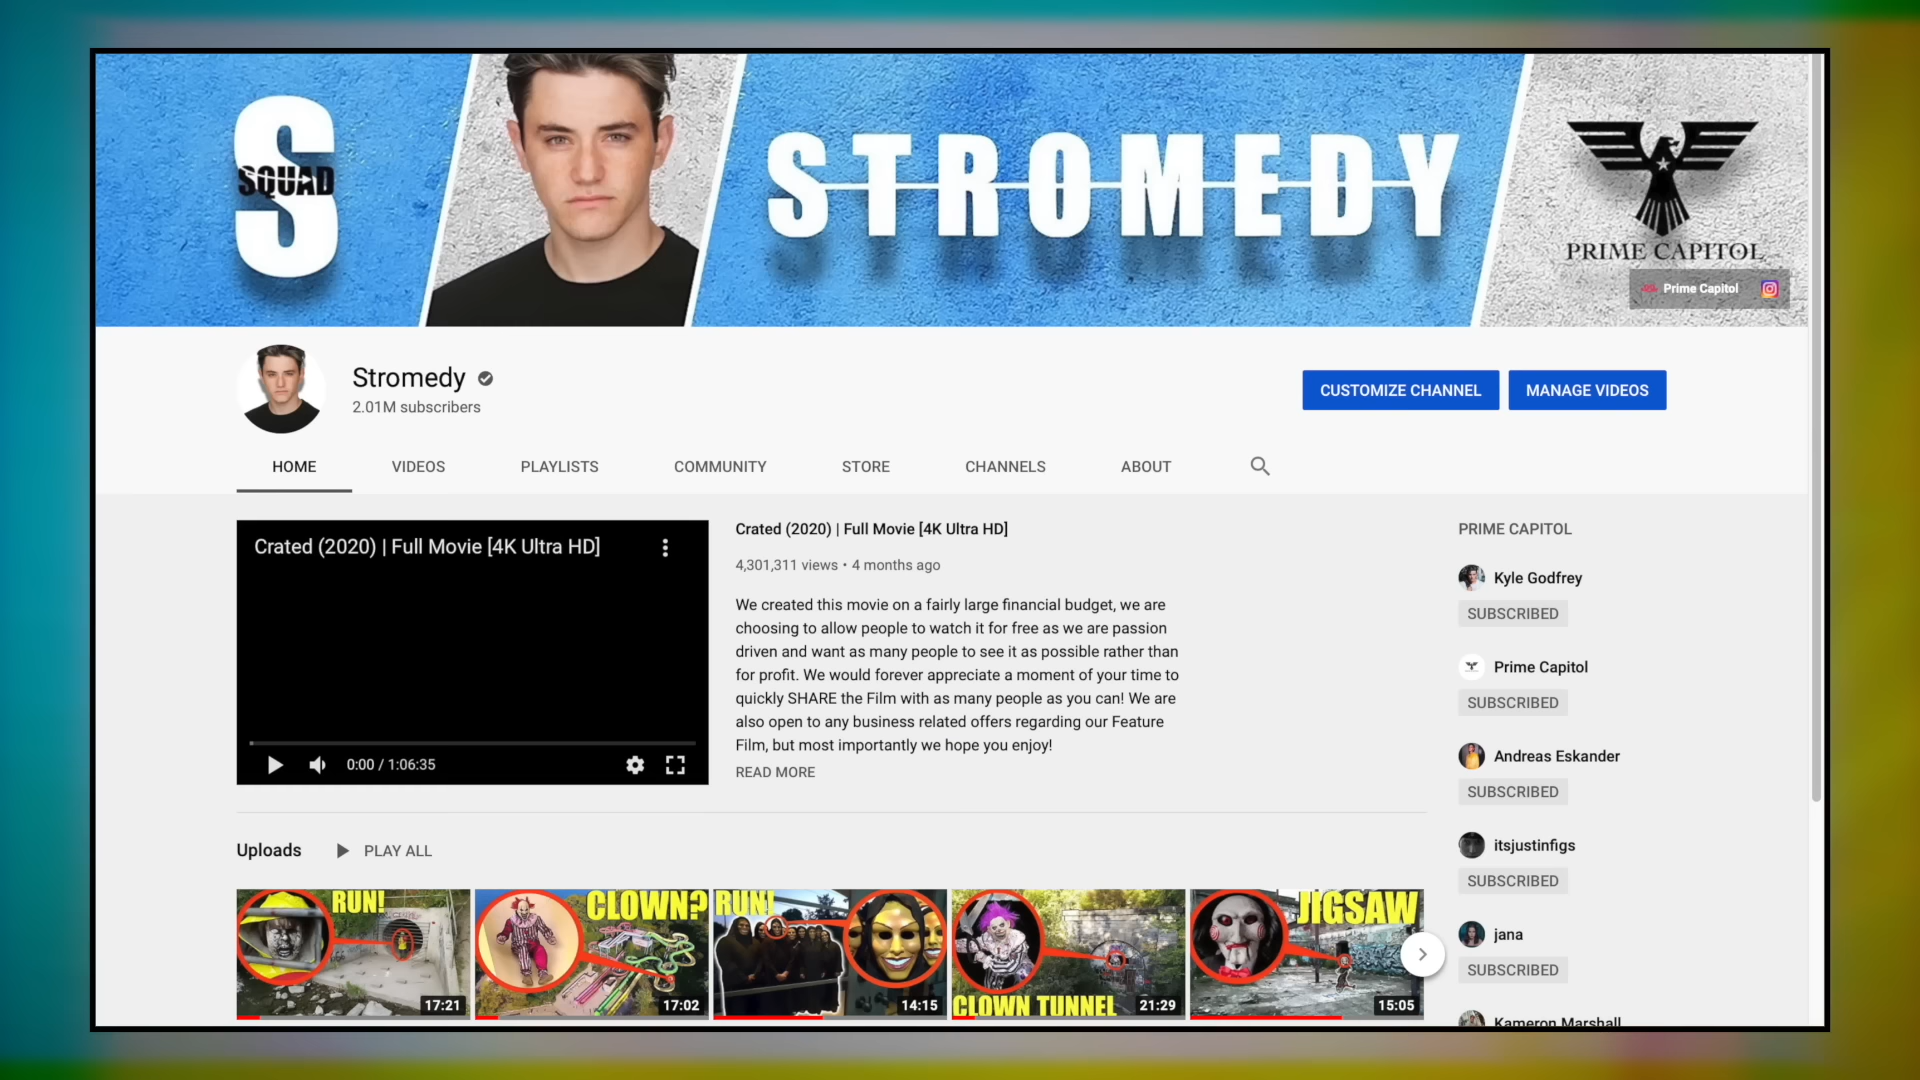 S
SQUAD
STROMEDY
PRIME CAPITOL
Prime Capitol
Stromedy
2.01M subscribers
CUSTOMIZE CHANNEL
MANAGE VIDEOS
HOME VIDEOS PLAYLISTS COMMUNITY STORE CHANNELS ABOUT
Crated (2020) | Full Movie [4K Ultra HD]
0:00 / 1:06:35
Crated (2020) | Full Movie [4K Ultra HD]
4,301,311 views • 4 months ago
We created this movie on a fairly large financial budget, we are
choosing to allow people to watch it for free as we are passion
driven and want as many people to see it as possible rather than
for profit. We would forever appreciate a moment of your time to
quickly SHARE the Film with as many people as you can! We are
also open to any business related offers regarding our Feature
Film, but most importantly we hope you enjoy!
READ MORE
PRIME CAPITOL
Kyle Godfrey
SUBSCRIBED
Prime Capitol
SUBSCRIBED
Andreas Eskander
SUBSCRIBED
itsjustinfigs
SUBSCRIBED
jana
SUBSCRIBED
Kameron Marshall
Uploads PLAY ALL
RUN!
17:21
CLOWN?
17:02
RUN!
14:15
CLOWN TUNNEL
21:29
JIGSAW
15:05